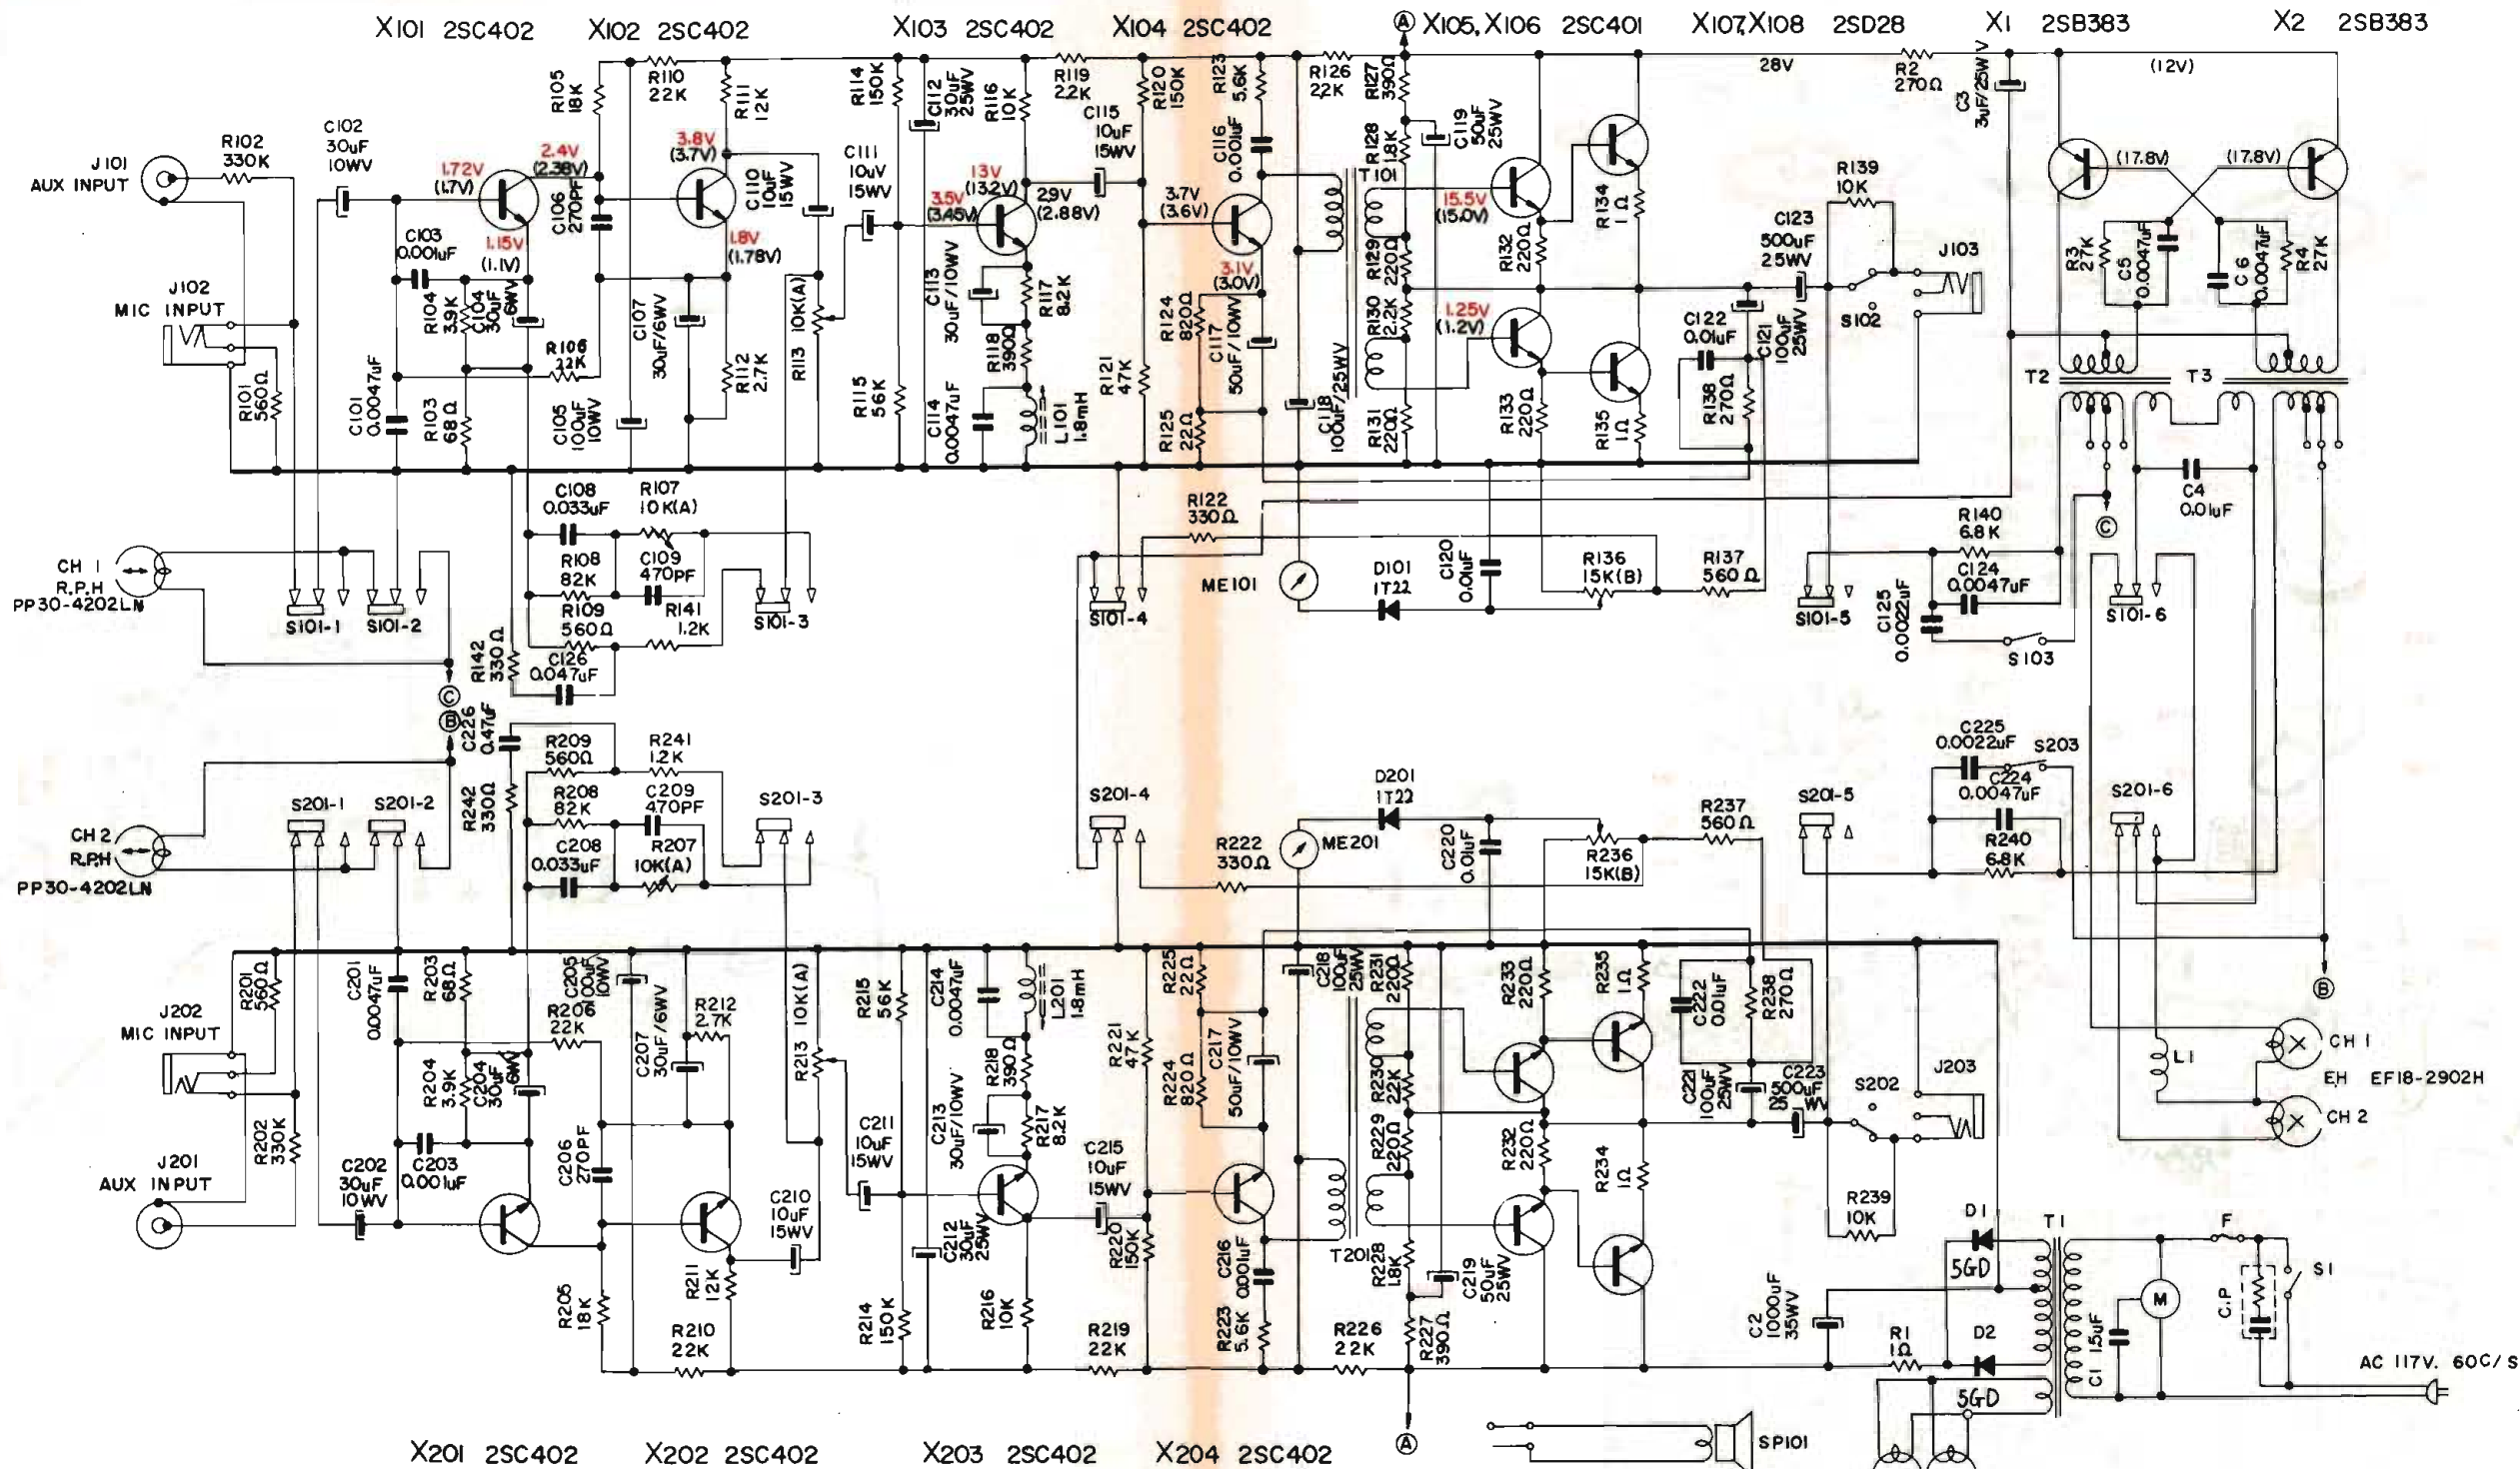 X101 2SC402
X102 2SC402
X103 2SC402
X104 2SC402
A
X105, X106 2SC401
X107, X108 2SD28
X1 2SB383
X2 2SB383
28V
(12V)
R105
18K
R110
22K
R111
12K
R114
150K
C112
30uF
25WV
R116
10K
R119
22K
R120
150K
R123
5.6K
R126
22K
R127
390Ω
R2
270Ω
C3
3uF/25WV
J101
AUX INPUT
R102
330K
C102
30uF
10WV
1.72V
(1.7V)
2.4V
(2.38V)
C106
270PF
3.8V
(3.7V)
C110
10uF
15WV
C111
10uV
15WV
3.5V
(3.45V)
13V
(13.2V)
2.9V
(2.88V)
C115
10uF
15WV
3.7V
(3.6V)
C116
0.001uF
T101
R128
1.8K
C119
50uF
25WV
15.5V
(15.0V)
R134
1Ω
R139
10K
(17.8V)
(17.8V)
C103
0.001uF
1.15V
(1.1V)
1.8V
(1.78V)
3.1V
(3.0V)
R129
220Ω
R132
220Ω
C123
500uF
25WV
J103
R3
27K
C5
0.0047uF
C6
0.0047uF
R4
27K
J102
MIC INPUT
R104
3.9K
C104
30uF
6WV
C107
30uF/6WV
R113 10K(A)
C113
30uF/10WV
R117
8.2K
R118
390Ω
R124
820Ω
C117
50uF/10WV
R130
2.2K
1.25V
(1.2V)
C122
0.01uF
C121
100uF
25WV
S102
R101
560Ω
C101
0.0047uF
R103
68Ω
R106
22K
C105
100uF
10WV
R112
2.7K
R115
56K
C114
0.0047uF
L101
1.8mH
R121
47K
R125
22Ω
C118
100uF/25WV
R131
220Ω
R133
220Ω
R135
1Ω
R138
270Ω
T2
T3
C4
0.01uF
C
C108
0.033uF
R107
10K(A)
R122
330Ω
R140
6.8K
CH 1
R.P.H
PP30-4202LN
S101-1
S101-2
R108
82K
C109
470PF
R109
560Ω
R141
1.2K
S101-3
S101-4
ME101
D101
1T22
C120
0.01uF
R136
15K(B)
R137
560Ω
S101-5
C125
0.0022uF
C124
0.0047uF
S103
S101-6
R142
330Ω
C126
0.047uF
C
B
C226
0.47uF
R209
560Ω
R241
1.2K
C225
0.0022uF
S203
CH 2
R.P.H
PP30-4202LN
S201-1
S201-2
R242
330Ω
R208
82K
C209
470PF
C208
0.033uF
R207
10K(A)
S201-3
S201-4
R222
330Ω
ME201
D201
1T22
C220
0.01uF
R236
15K(B)
R237
560Ω
S201-5
C224
0.0047uF
R240
6.8K
S201-6
J202
MIC INPUT
R201
560Ω
C201
0.0047uF
R203
68Ω
C205
100uF
10WV
R206
22K
R212
2.7K
C207
30uF/6WV
R213 10K(A)
R215
56K
C214
0.0047uF
L201
1.8mH
R225
22Ω
C218
100uF
25WV
R231
220Ω
R233
220Ω
R235
1Ω
C222
0.01uF
R238
270Ω
B
R204
3.9K
C204
30uF
6WV
R218
390Ω
R221
47K
R224
820Ω
C217
50uF/10WV
R230
22K
C221
100uF
25WV
C223
500uF
25 WV
S202
J203
L1
CH 1
E.H EF18-2902H
CH 2
R202
330K
J201
AUX INPUT
C202
30uF
10WV
C203
0.001uF
C206
270PF
C210
10uF
15WV
C211
10uF
15WV
C213
30uF/10WV
R217
8.2K
C212
30uF
25WV
C215
10uF
15WV
R220
150K
C216
0.001uF
T201
R229
220Ω
R228
1.8K
R232
220Ω
R234
1Ω
C219
50uF
25WV
R239
10K
R205
18K
R211
12K
R210
22K
R214
150K
R216
10K
R219
22K
R223
5.6K
R226
22K
R227
390Ω
C2
1000uF
35WV
R1
1Ω
D1
5GD
D2
5GD
T1
C1 1.5uF
M
F
C.P
S1
AC 117V. 60C/S
A
SP101
X201 2SC402
X202 2SC402
X203 2SC402
X204 2SC402